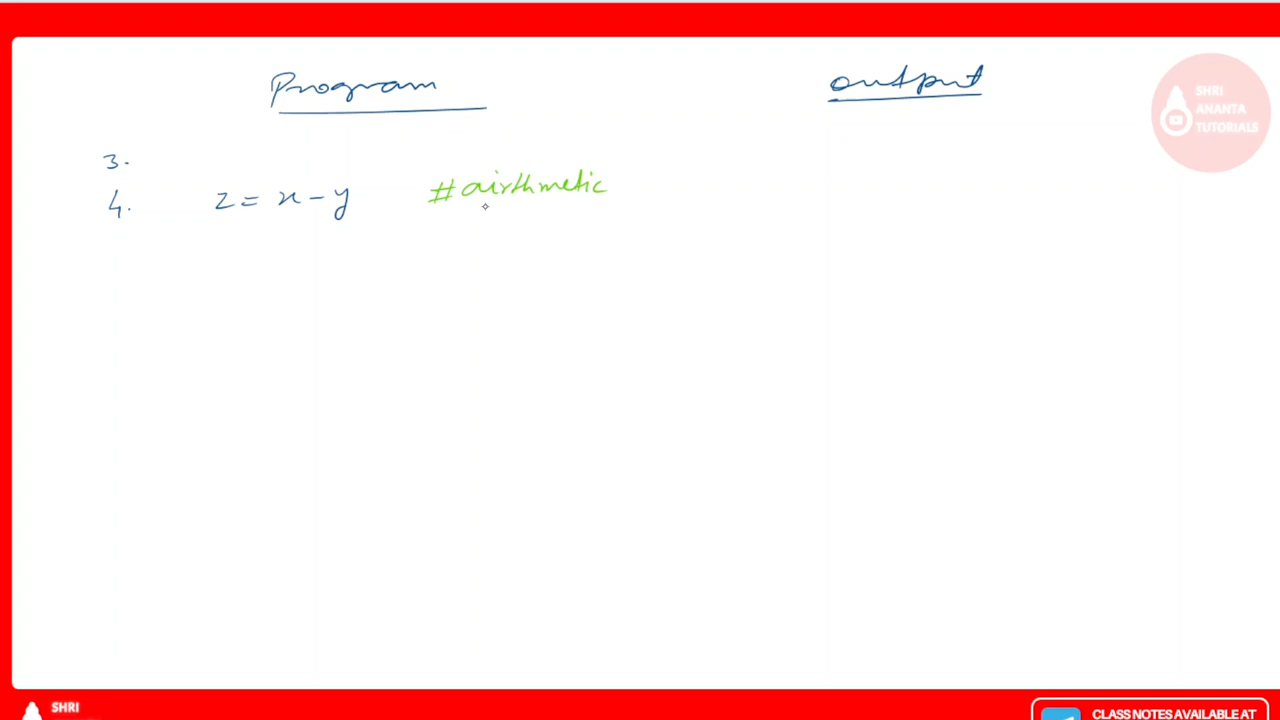 Program output
SHRI
ANANTA
TUTORIALS
3.
4. z = x - y #airthmetic
SHRI
CLASS NOTES AVAILABLE AT